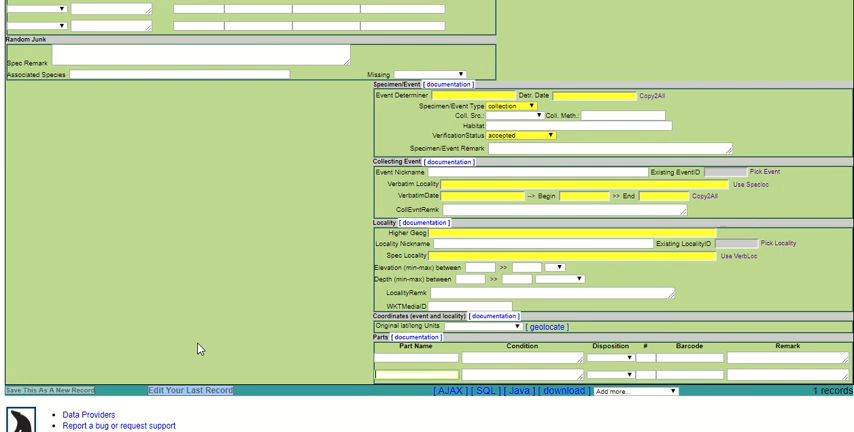 Random Junk
Spec Remark
Associated Species Missing
Specimen/Event [ documentation ]
Event Determiner Detr. Date Copy2All
Specimen/Event Type collection
Coll. Src.: Coll. Meth.:
Habitat
VerificationStatus accepted
Specimen/Event Remark
Collecting Event [ documentation ]
Event Nickname Existing EventID Pick Event
Verbatim Locality Use Specloc
VerbatimDate --> Begin >> End Copy2All
CollEvntRemk
Locality [ documentation ]
Higher Geog
Locality Nickname Existing LocalityID Pick Locality
Spec Locality Use VerbLoc
Elevation (min-max) between >>
Depth (min-max) between >>
LocalityRemk
WKTMediaID
Coordinates (event and locality) [ documentation ]
Original lat/long Units [ geolocate ]
Parts [ documentation ]
Part Name Condition Disposition # Barcode Remark
Save This As A New Record Edit Your Last Record [ AJAX ] [ SQL ] [ Java ] [ download ] Add more... 1 records
• Data Providers
• Report a bug or request support